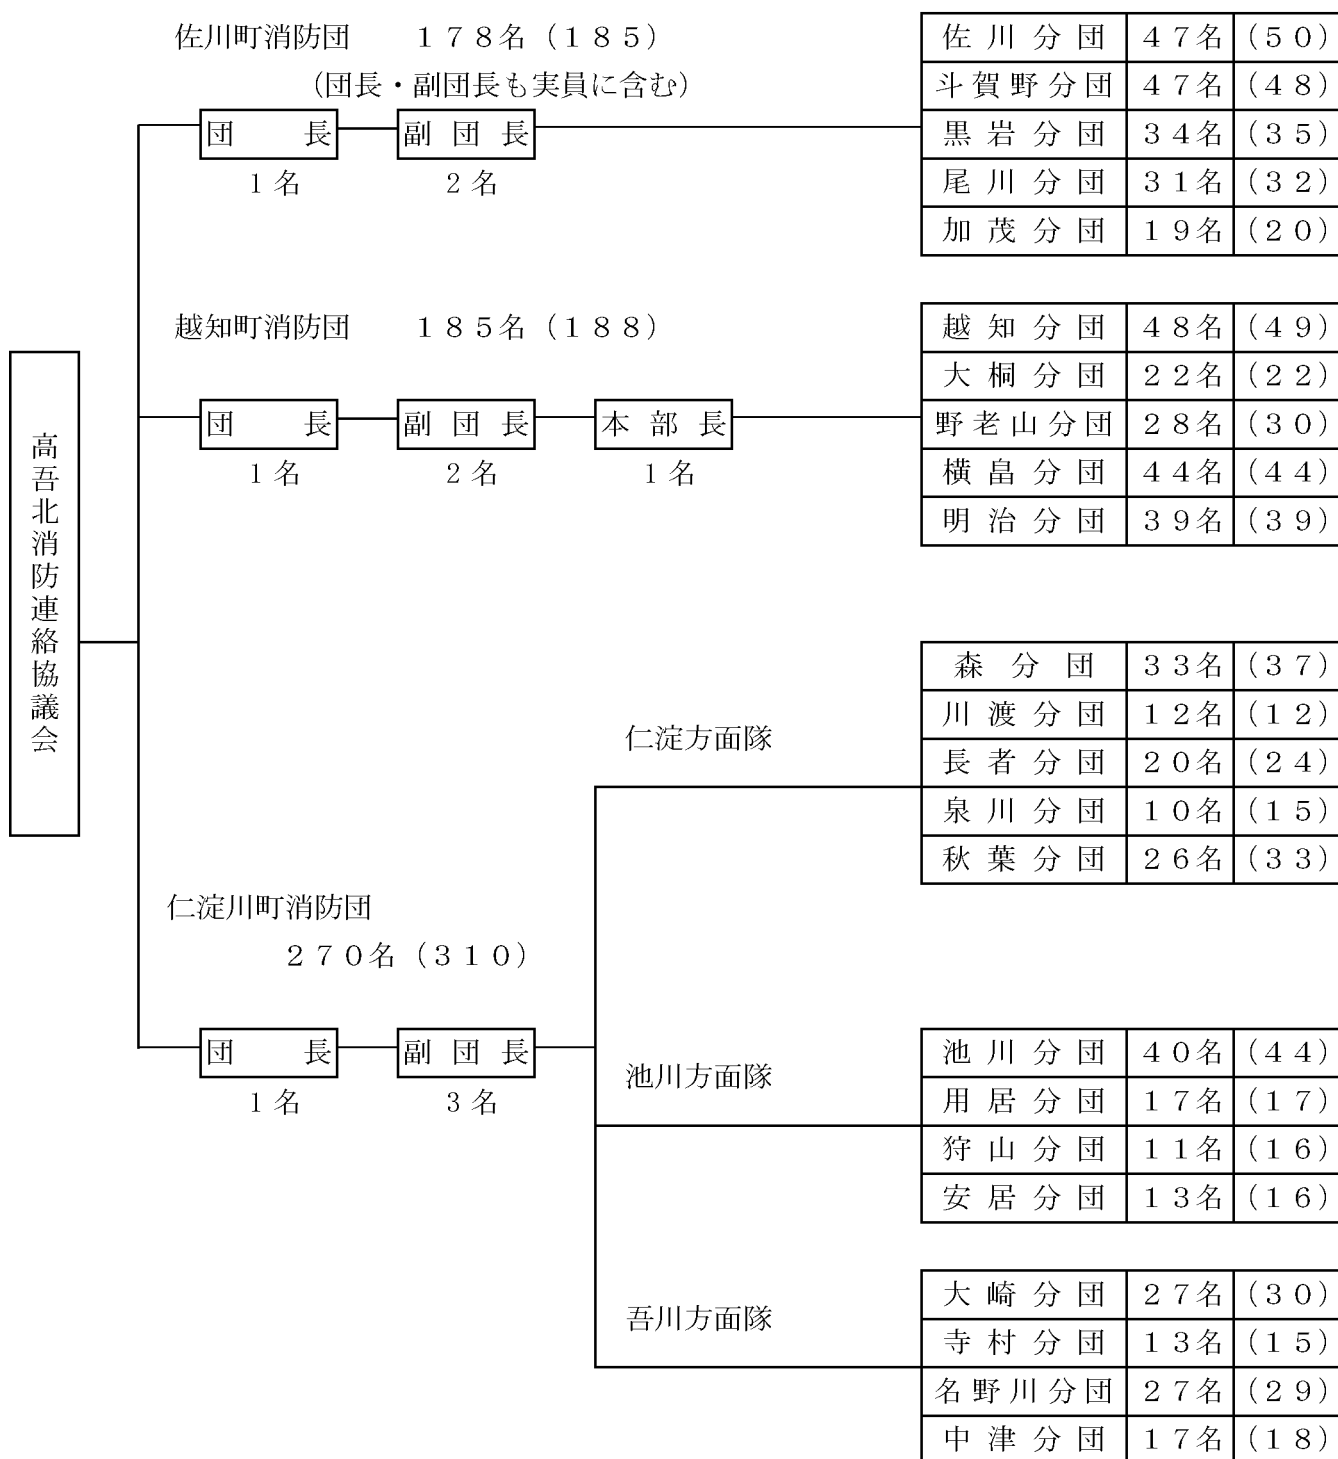 佐川町消防団　　１７８名（１８５）
（団長・副団長も実員に含む）
団　　長　副　団　長
１名　２名
佐　川　分　団　４７名（５０）
斗賀野分団　４７名（４８）
黒　岩　分　団　３４名（３５）
尾　川　分　団　３１名（３２）
加　茂　分　団　１９名（２０）
越知町消防団　　１８５名（１８８）
団　　長　副　団　長　本　部　長
１名　２名　１名
越　知　分　団　４８名（４９）
大　桐　分　団　２２名（２２）
野老山分団　２８名（３０）
横　畠　分　団　４４名（４４）
明　治　分　団　３９名（３９）
高吾北消防連絡協議会
仁淀川町消防団
２７０名（３１０）
団　　長　副　団　長
１名　３名
仁淀方面隊
森　分　団　３３名（３７）
川　渡　分　団　１２名（１２）
長　者　分　団　２０名（２４）
泉　川　分　団　１０名（１５）
秋　葉　分　団　２６名（３３）
池川方面隊
池　川　分　団　４０名（４４）
用　居　分　団　１７名（１７）
狩　山　分　団　１１名（１６）
安　居　分　団　１３名（１６）
吾川方面隊
大　崎　分　団　２７名（３０）
寺　村　分　団　１３名（１５）
名野川分団　２７名（２９）
中　津　分　団　１７名（１８）